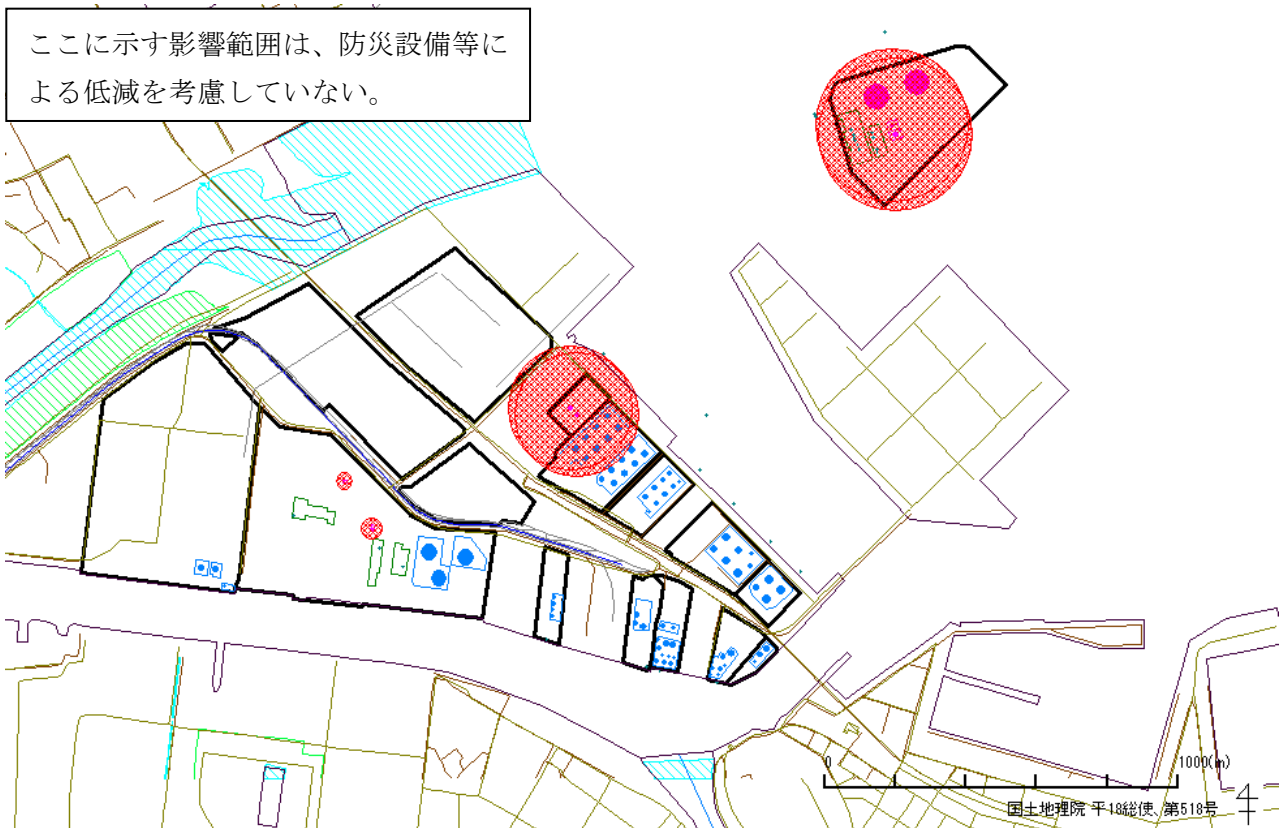 ここに示す影響範囲は、防災設備等に
よる低減を考慮していない。
0 1000(m)
国土地理院 平18総使、第518号